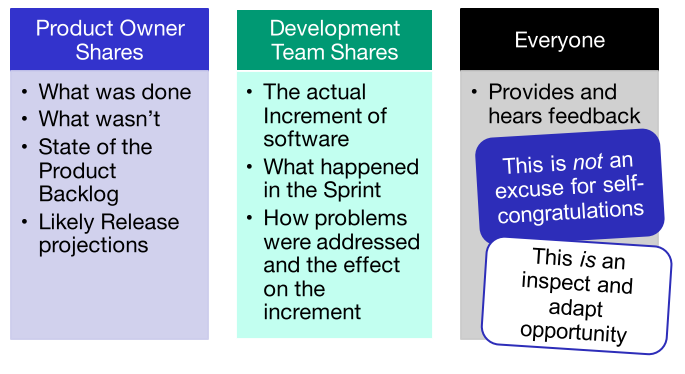 Product Owner
Shares
• What was done
• What wasn't
• State of the
Product
Backlog
• Likely Release
projections
Development
Team Shares
• The actual
Increment of
software
• What happened
in the Sprint
• How problems
were addressed
and the effect
on the
increment
Everyone
• Provides and
hears feedback
This is not an
excuse for self-
congratulations
This is an
inspect and
adapt
opportunity